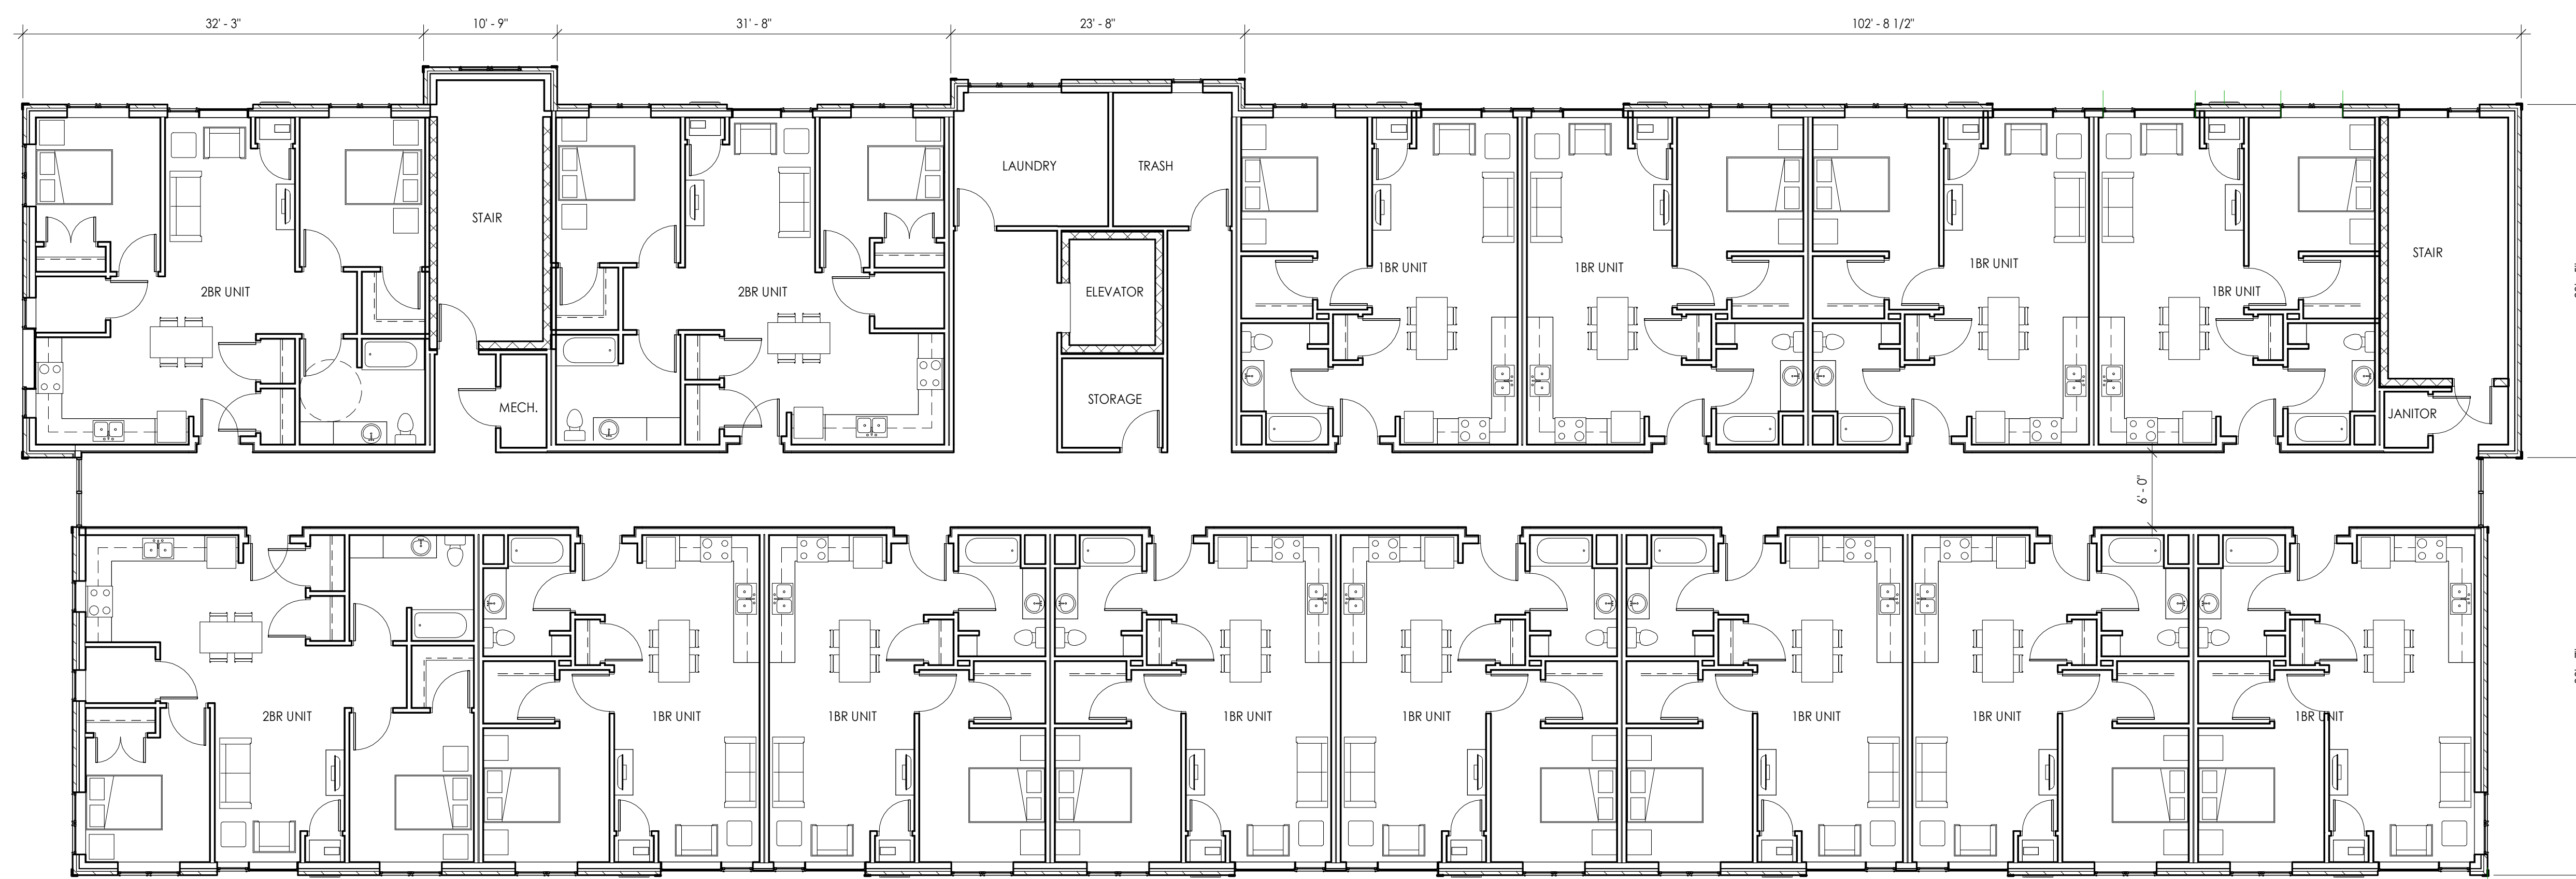 32' - 3"
10' - 9"
31' - 8"
23' - 8"
102' - 8 1/2"
LAUNDRY
TRASH
STAIR
STAIR
2BR UNIT
2BR UNIT
ELEVATOR
1BR UNIT
1BR UNIT
1BR UNIT
1BR UNIT
MECH.
STORAGE
JANITOR
6' - 0"
2BR UNIT
1BR UNIT
1BR UNIT
1BR UNIT
1BR UNIT
1BR UNIT
1BR UNIT
1BR UNIT